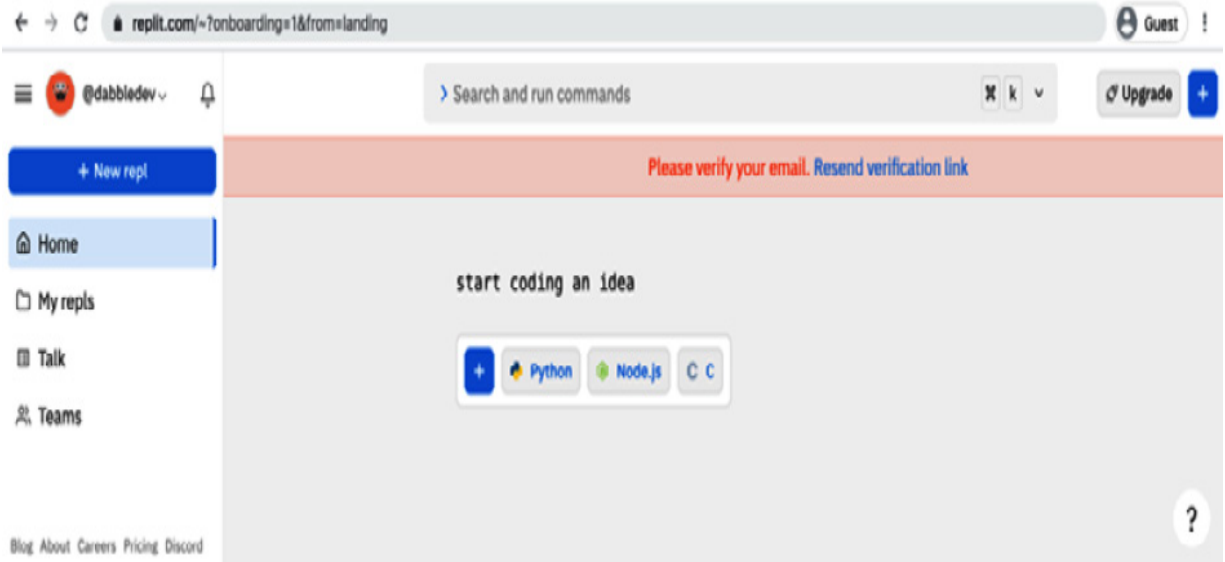 replit.com/~?onboarding=1&from=landing
Guest
@dabbledev
Search and run commands
⌘ k
Upgrade
+
+ New repl
Please verify your email. Resend verification link
Home
My repls
Talk
Teams
start coding an idea
+ Python Node.js C C
?
Blog About Careers Pricing Discord